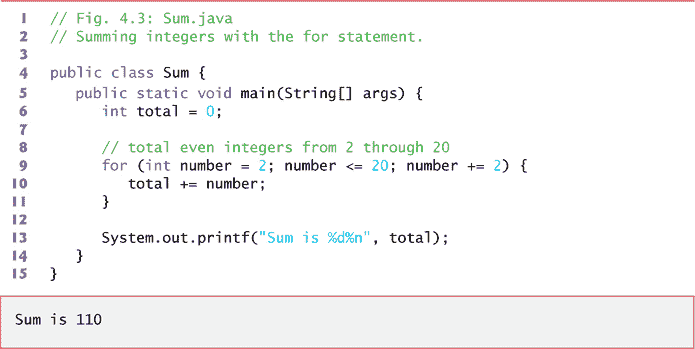 1 // Fig. 4.3: Sum.java
2 // Summing integers with the for statement.
3
4 public class Sum {
5 public static void main(String[] args) {
6 int total = 0;
7
8 // total even integers from 2 through 20
9 for (int number = 2; number <= 20; number += 2) {
10 total += number;
11 }
12
13 System.out.printf("Sum is %d%n", total);
14 }
15 }
Sum is 110